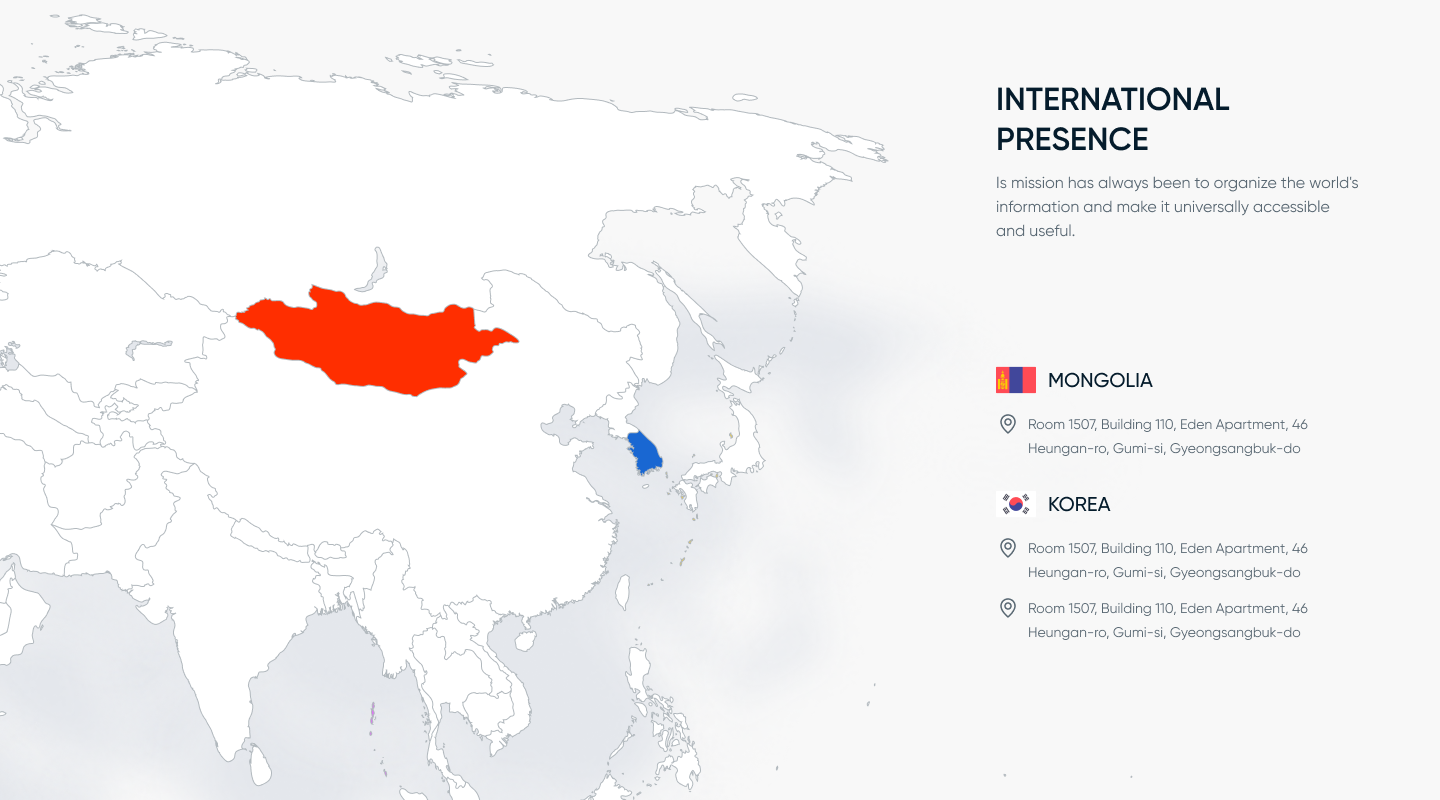 INTERNATIONAL
PRESENCE
Is mission has always been to organize the world's
information and make it universally accessible
and useful.
MONGOLIA
Room 1507, Building 110, Eden Apartment, 46
Heungan-ro, Gumi-si, Gyeongsangbuk-do
KOREA
Room 1507, Building 110, Eden Apartment, 46
Heungan-ro, Gumi-si, Gyeongsangbuk-do
Room 1507, Building 110, Eden Apartment, 46
Heungan-ro, Gumi-si, Gyeongsangbuk-do